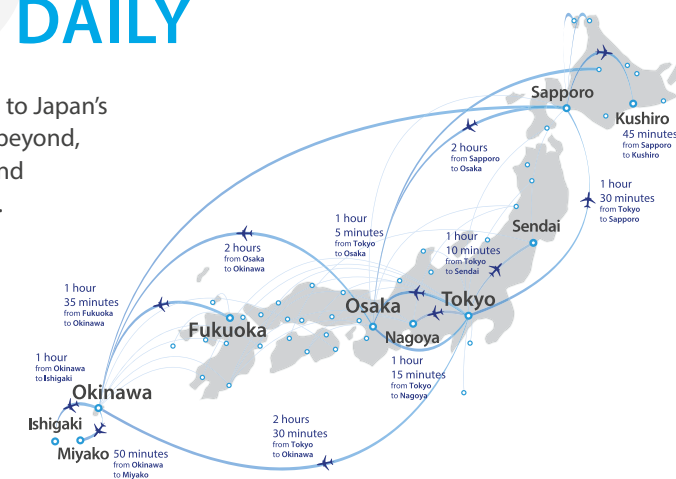 DAILY
to Japan's
beyond,
nd
.
Sapporo
Kushiro
45 minutes
from Sapporo
to Kushiro
2 hours
from Sapporo
to Osaka
1 hour
30 minutes
from Tokyo
to Sapporo
1 hour
5 minutes
from Tokyo
to Osaka
Sendai
1 hour
10 minutes
from Tokyo
to Sendai
2 hours
from Osaka
to Okinawa
1 hour
35 minutes
from Fukuoka
to Okinawa
Osaka
Tokyo
Fukuoka
Nagoya
1 hour
from Okinawa
to Ishigaki
1 hour
15 minutes
from Tokyo
to Nagoya
Okinawa
Ishigaki
Miyako
50 minutes
from Okinawa
to Miyako
2 hours
30 minutes
from Tokyo
to Okinawa